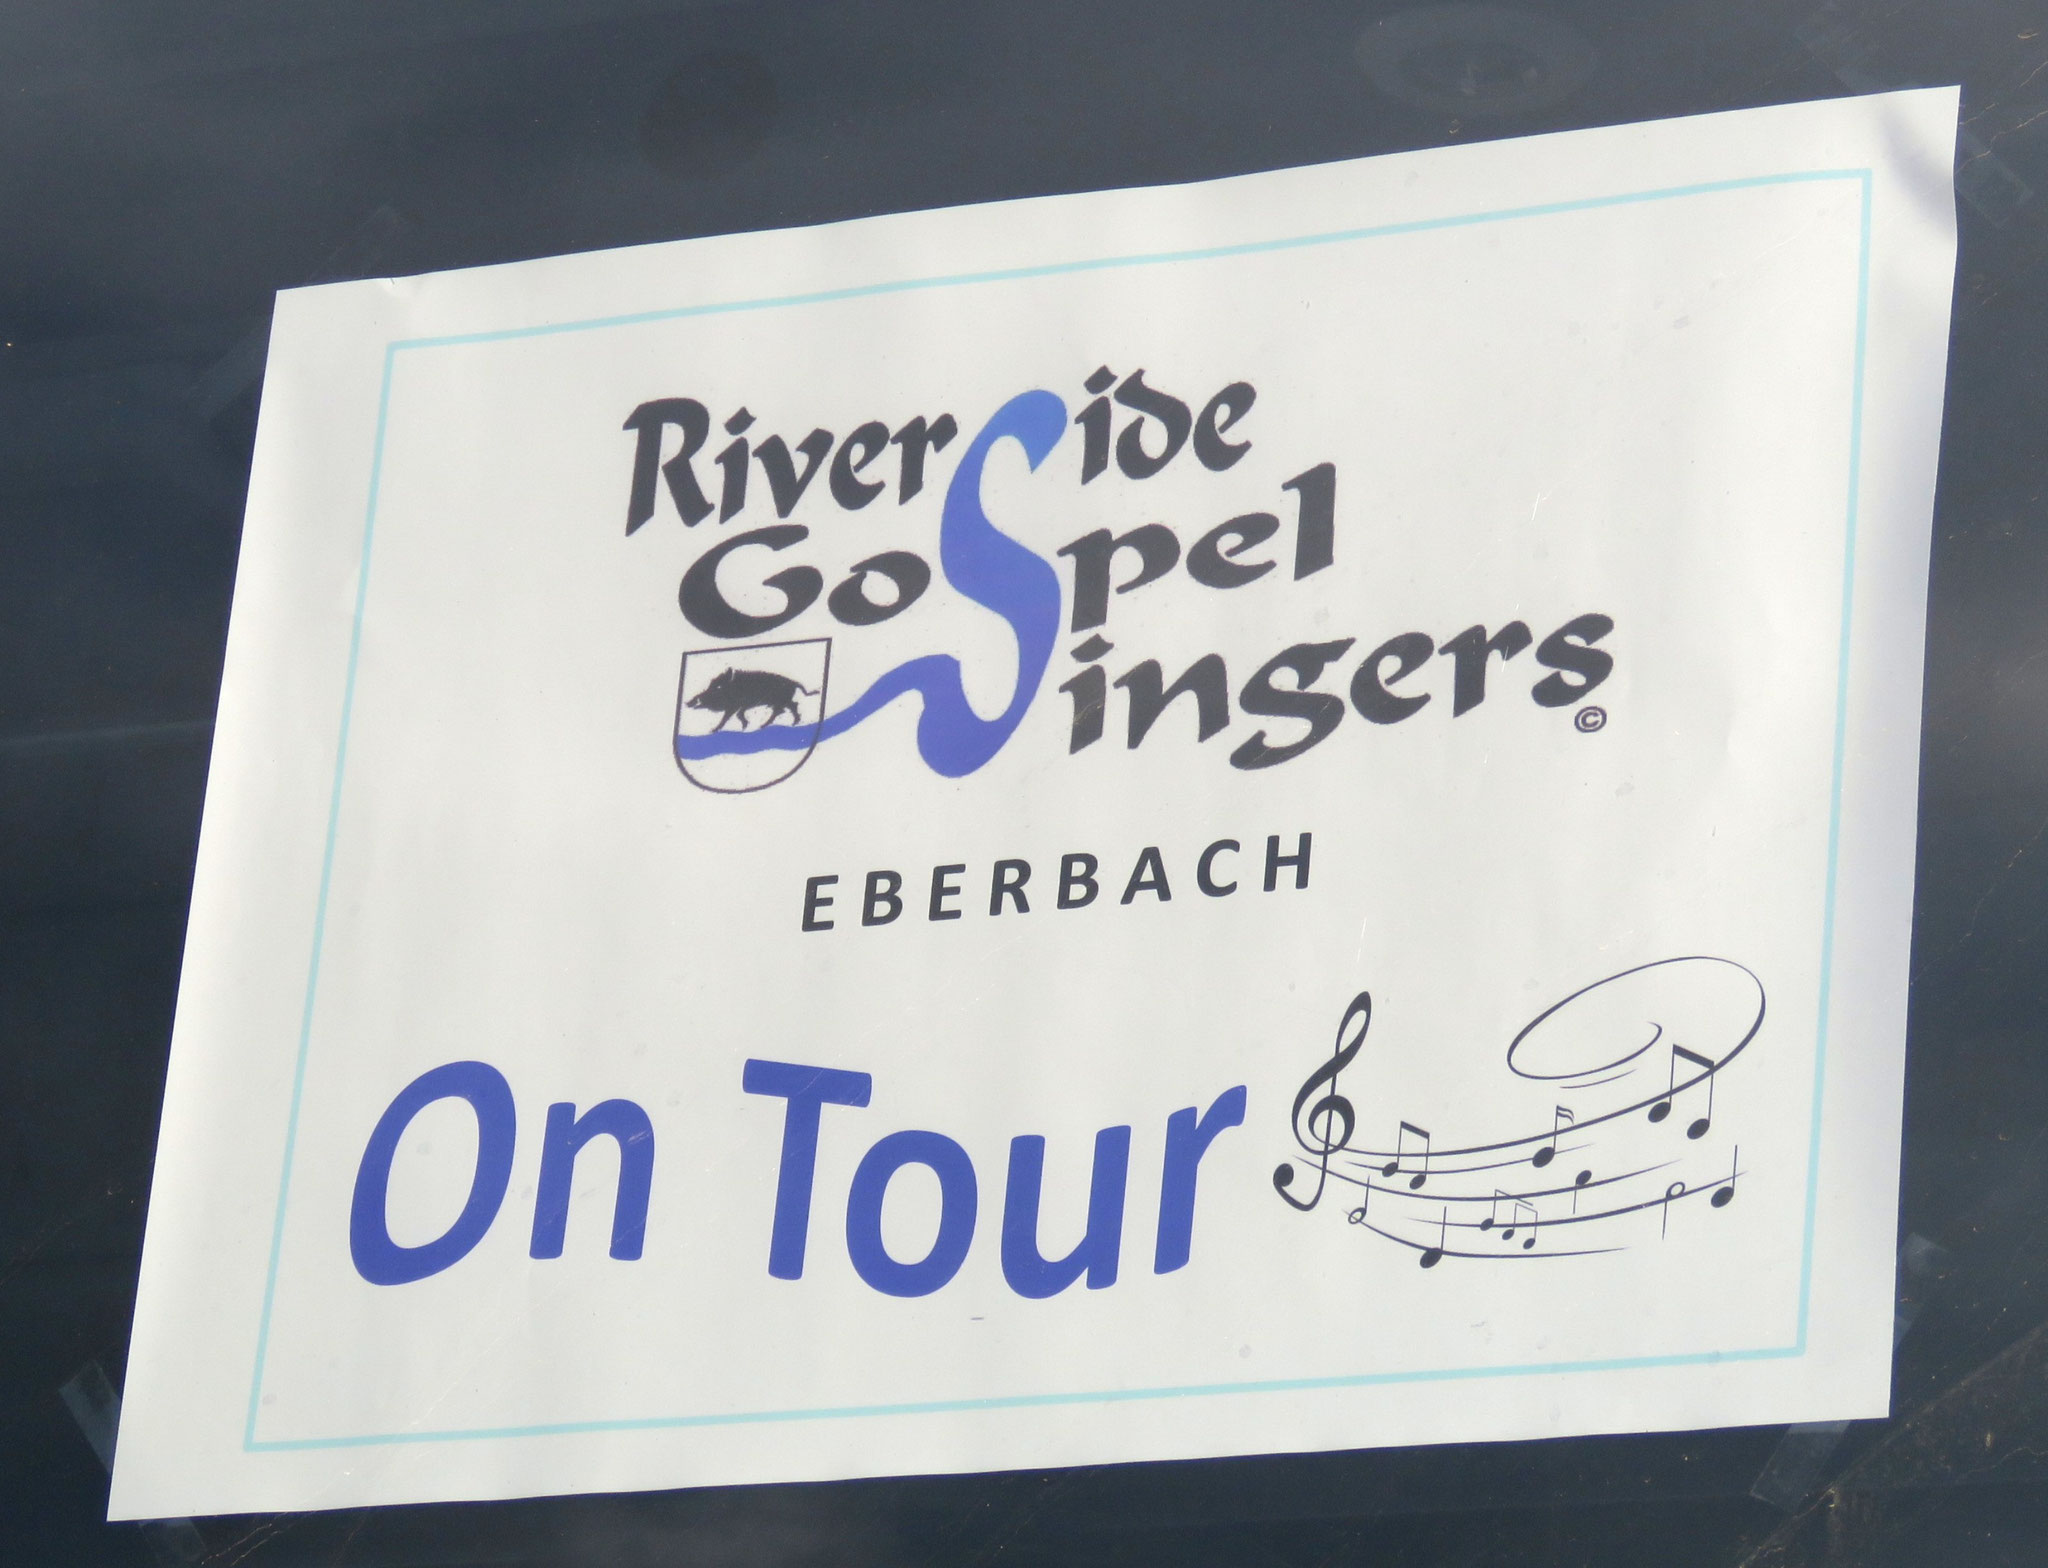 RiverSide
GoSpel
Singers©
EBERBACH
On Tour